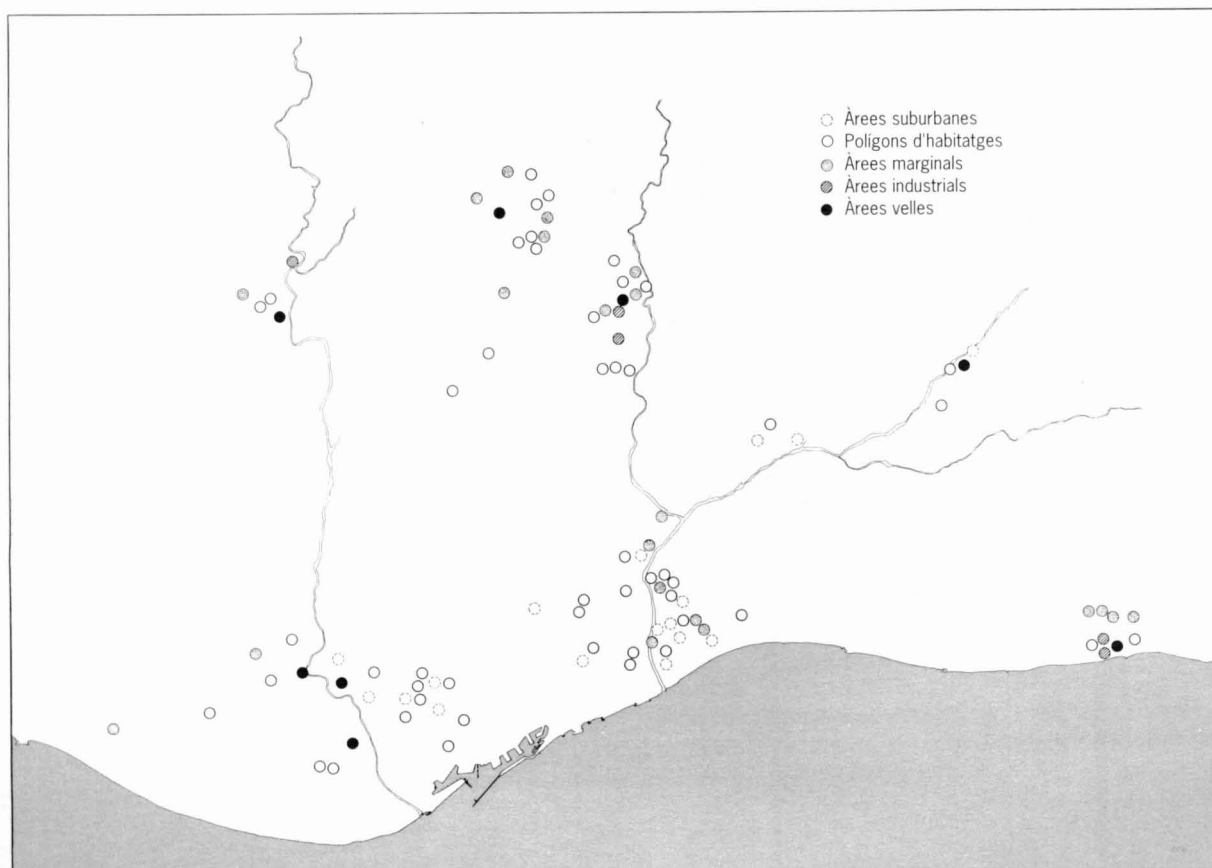 Àrees suburbanes
Polígons d'habitatges
Àrees marginals
Àrees industrials
Àrees velles